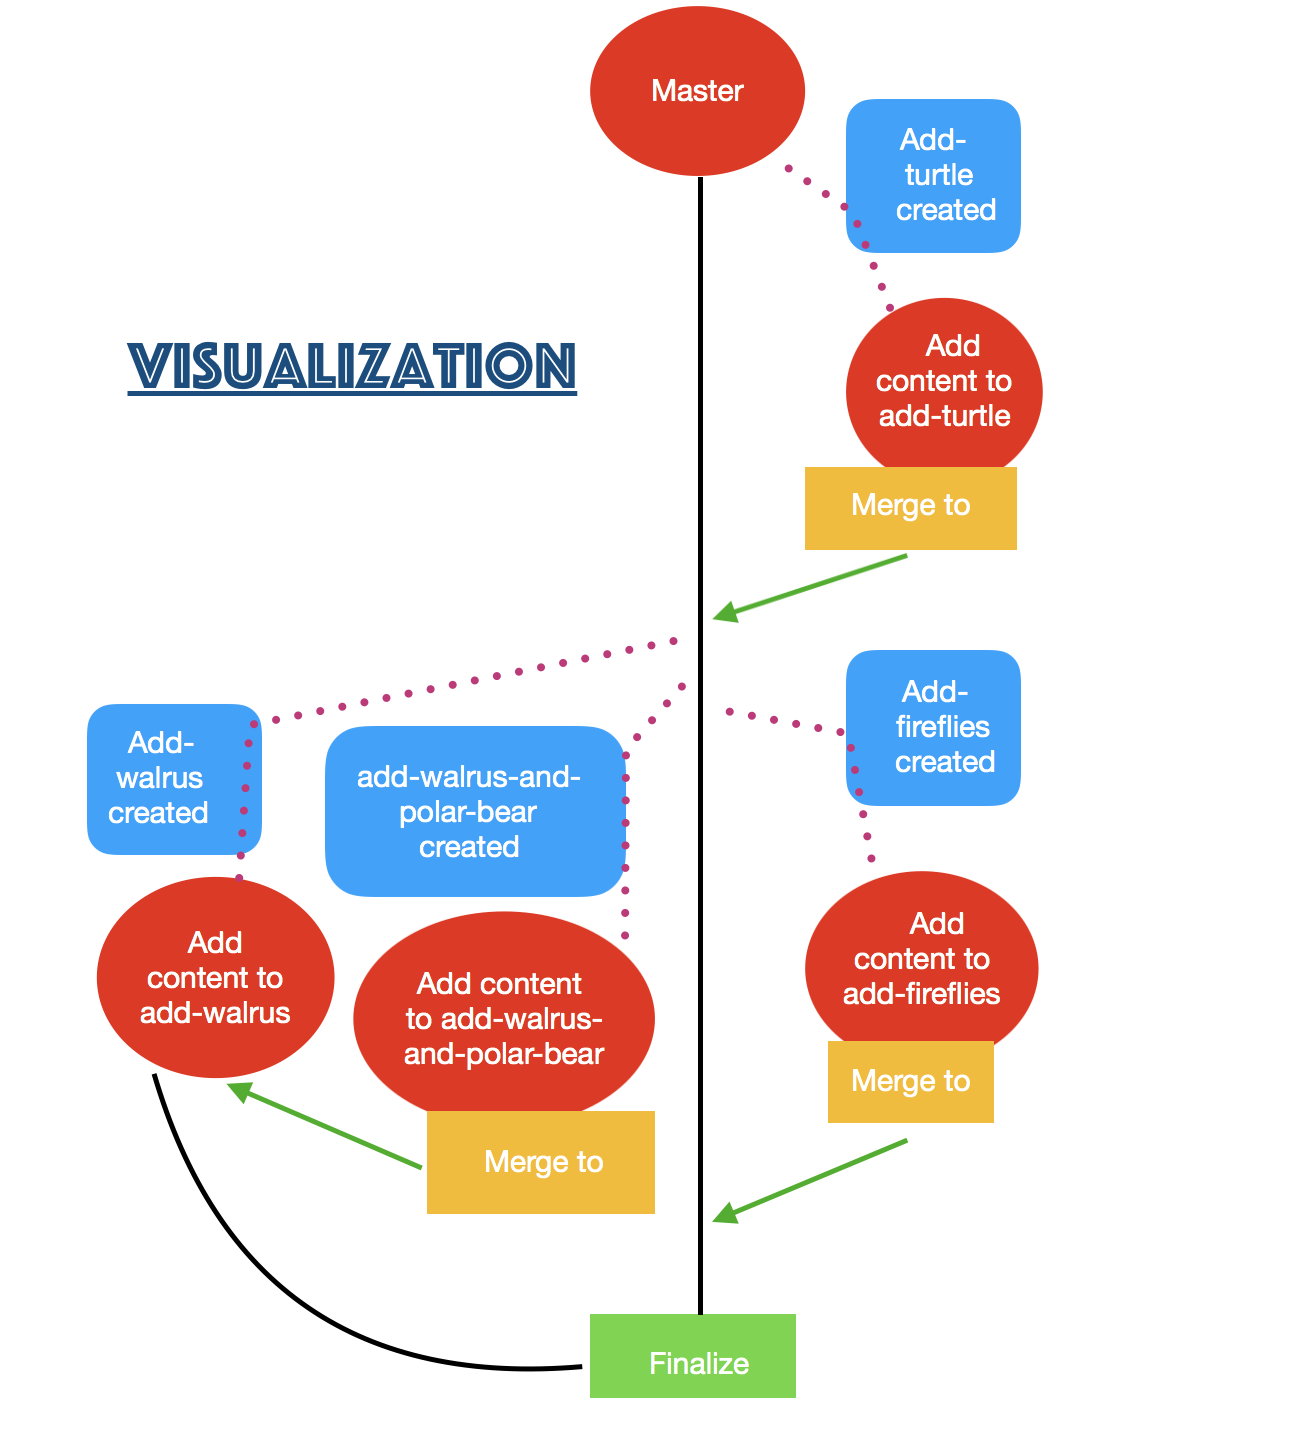 Master
Add-
turtle
created
VISUALIZATION
Add
content to
add-turtle
Merge to
Add-
walrus
created
add-walrus-and-
polar-bear
created
Add-
fireflies
created
Add
content to
add-walrus
Add content
to add-walrus-
and-polar-bear
Add
content to
add-fireflies
Merge to
Merge to
Finalize